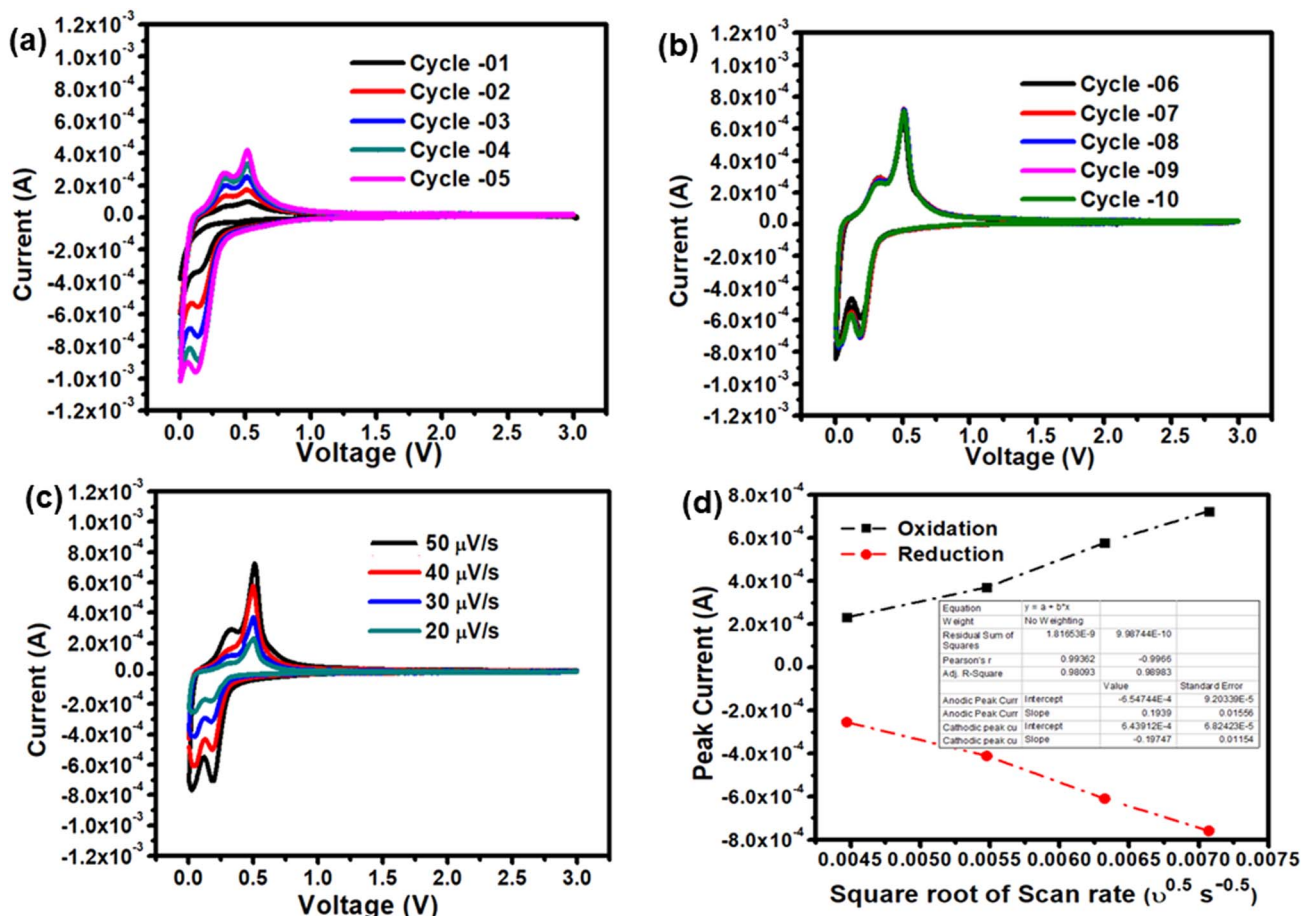 (a)
1.2x10-3
1.0x10-3
8.0x10-4
6.0x10-4
4.0x10-4
2.0x10-4
0.0
-2.0x10-4
-4.0x10-4
-6.0x10-4
-8.0x10-4
-1.0x10-3
-1.2x10-3
Current (A)
Cycle -01
Cycle -02
Cycle -03
Cycle -04
Cycle -05
0.0 0.5 1.0 1.5 2.0 2.5 3.0
Voltage (V)
(b)
1.2x10-3
1.0x10-3
8.0x10-4
6.0x10-4
4.0x10-4
2.0x10-4
0.0
-2.0x10-4
-4.0x10-4
-6.0x10-4
-8.0x10-4
-1.0x10-3
-1.2x10-3
Current (A)
Cycle -06
Cycle -07
Cycle -08
Cycle -09
Cycle -10
0.0 0.5 1.0 1.5 2.0 2.5 3.0
Voltage (V)
(c)
1.2x10-3
1.0x10-3
8.0x10-4
6.0x10-4
4.0x10-4
2.0x10-4
0.0
-2.0x10-4
-4.0x10-4
-6.0x10-4
-8.0x10-4
-1.0x10-3
-1.2x10-3
Current (A)
50 μV/s
40 μV/s
30 μV/s
20 μV/s
0.0 0.5 1.0 1.5 2.0 2.5 3.0
Voltage (V)
(d)
8.0x10-4
6.0x10-4
4.0x10-4
2.0x10-4
0.0
-2.0x10-4
-4.0x10-4
-6.0x10-4
-8.0x10-4
Peak Current (A)
Oxidation
Reduction
Equation y = a + b*x
Weight No Weighting
Residual Sum of Squares 1.81653E-9 9.98744E-10
Pearson's r 0.99362 -0.9966
Adj. R-Square 0.98093 0.98983
Value Standard Error
Anodic Peak Curr Intercept -6.54744E-4 9.20339E-5
Anodic Peak Curr Slope 0.1939 0.01556
Cathodic peak cu Intercept 6.43912E-4 6.82423E-5
Cathodic peak cu Slope -0.19747 0.01154
0.0045 0.0050 0.0055 0.0060 0.0065 0.0070 0.0075
Square root of Scan rate (υ0.5 s-0.5)